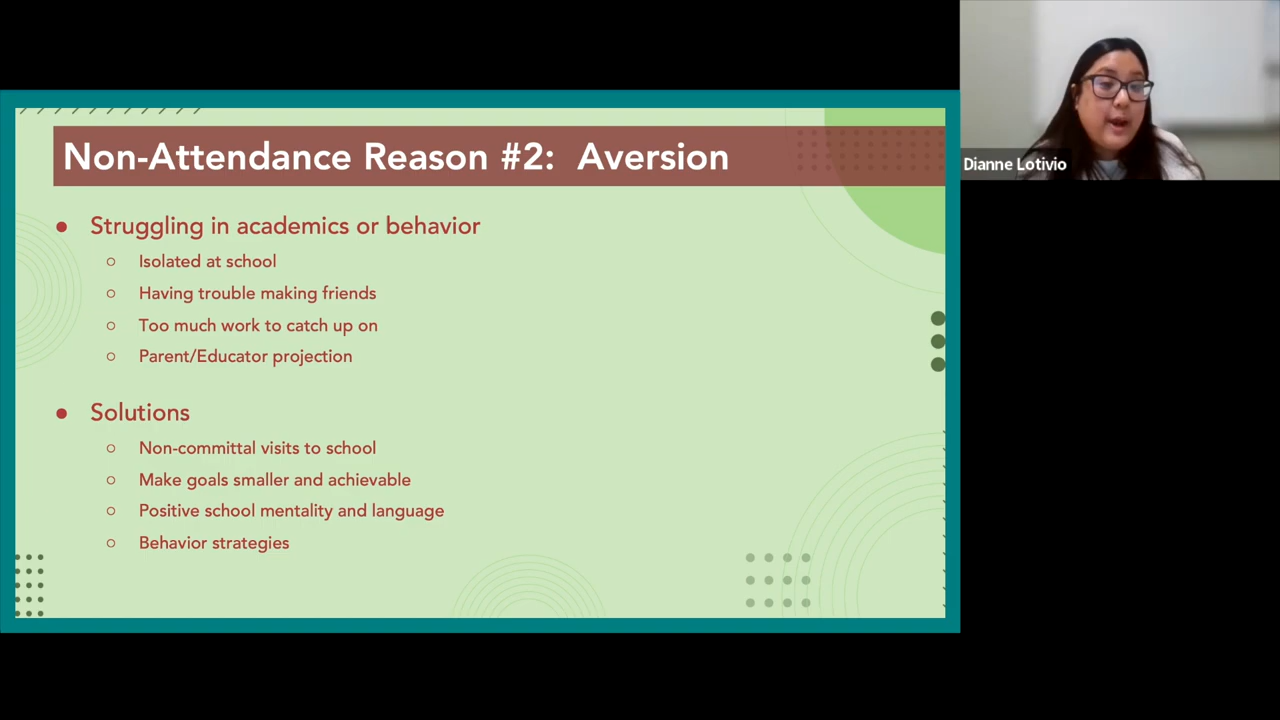 Non-Attendance Reason #2: Aversion
● Struggling in academics or behavior
○ Isolated at school
○ Having trouble making friends
○ Too much work to catch up on
○ Parent/Educator projection
● Solutions
○ Non-committal visits to school
○ Make goals smaller and achievable
○ Positive school mentality and language
○ Behavior strategies
Dianne Lotivio